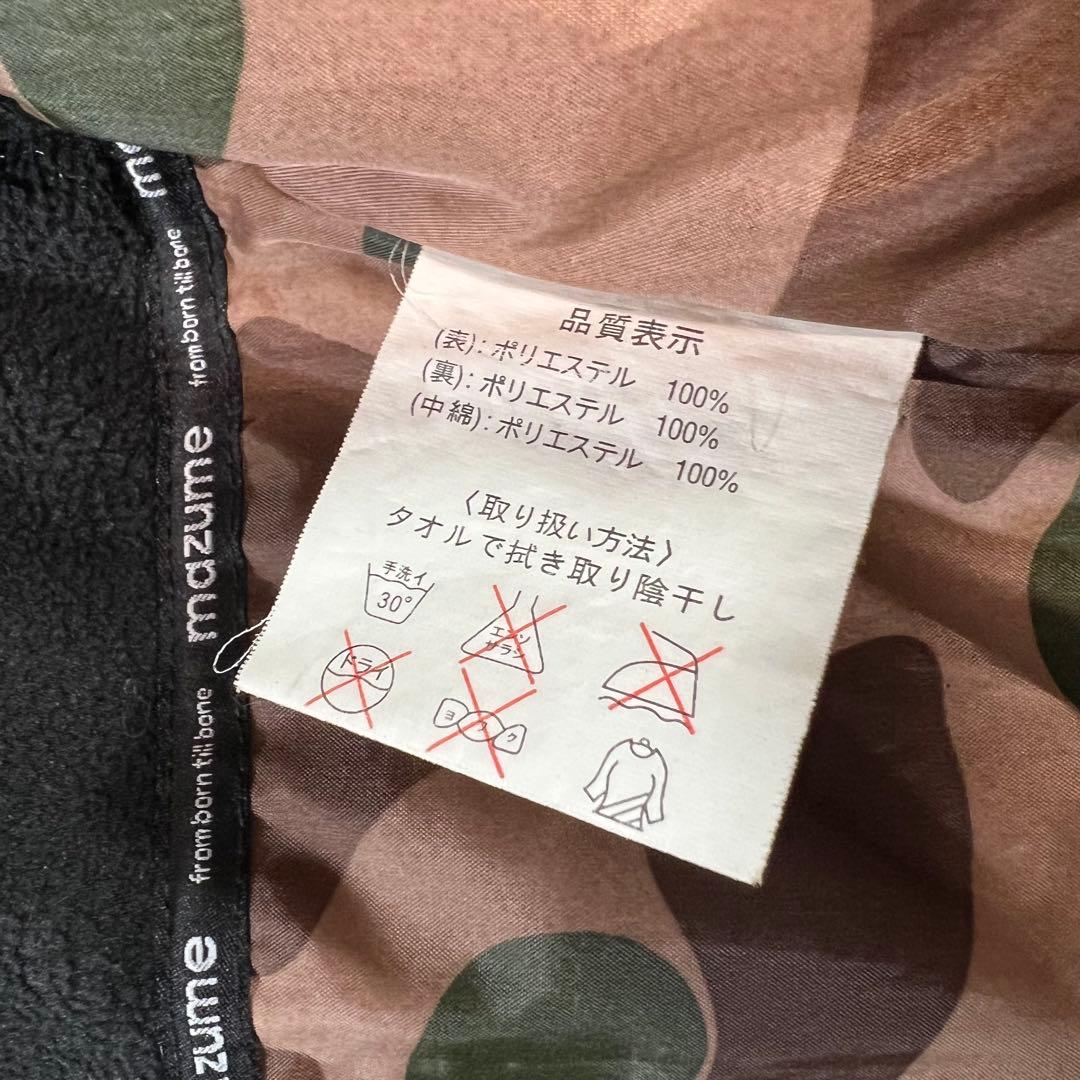 品質表示
(表):ポリエステル 100%
(裏):ポリエステル 100%
(中綿):ポリエステル 100%
〈取り扱い方法〉
タオルで拭き取り陰干し
手洗イ
30°
エンソ
サラシ
ドライ
ヨワク
from born till bone
mazume
from born till bone